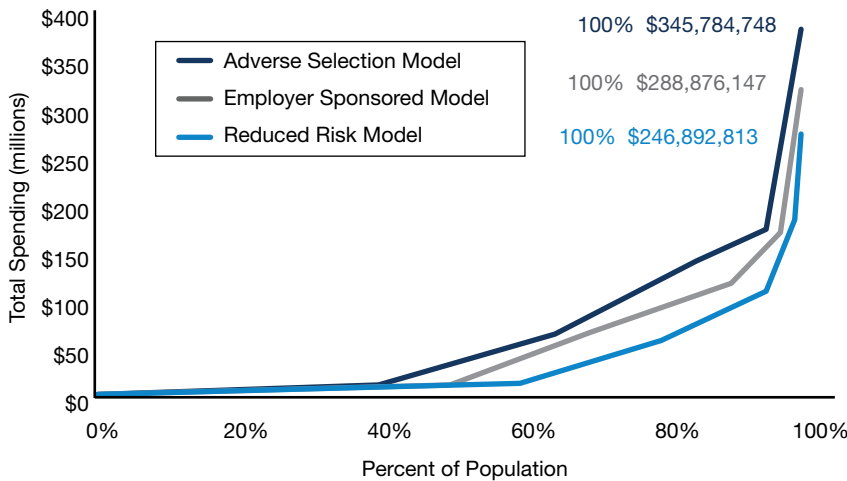 $400
$350
$300
$250
$200
$150
$100
$50
$0
Total Spending (millions)
Adverse Selection Model
Employer Sponsored Model
Reduced Risk Model
100% $345,784,748
100% $288,876,147
100% $246,892,813
0% 20% 40% 60% 80% 100%
Percent of Population